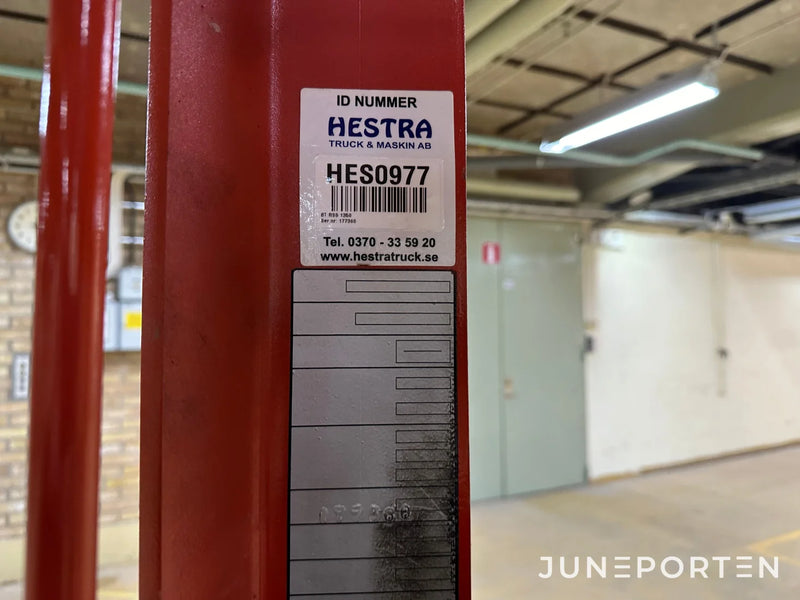 ID NUMMER
HESTRA
TRUCK & MASKIN AB
HES0977
Tel. 0370 - 33 59 20
www.hestratruck.se
JUNEPORTEN